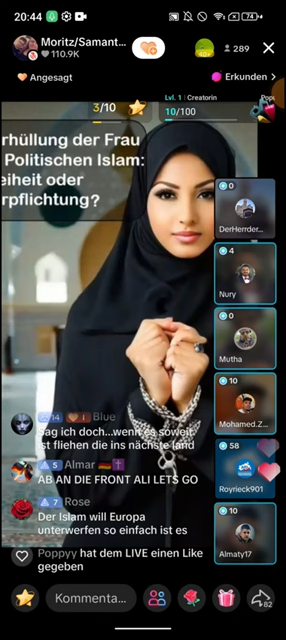 20:44
74
Moritz/Samant...
110.9K
40+
289
Angesagt
Erkunden
3/10
Lvl. 1 Creatorin
10/100
rhüllung der Frau
Politischen Islam:
eiheit oder
rpflichtung?
0
DerHerrder...
4
Nury
0
Mutha
10
Mohamed.Z...
58
Royrieck901
10
Almaty17
14 Blue
Sag ich doch...wenn es soweit
ist fliehen die ins nächste land
5 Almar
AB AN DIE FRONT ALI LETS GO
7 Rose
Der Islam will Europa
unterwerfen so einfach ist es
Poppyy hat dem LIVE einen Like
gegeben
Kommenta...
82